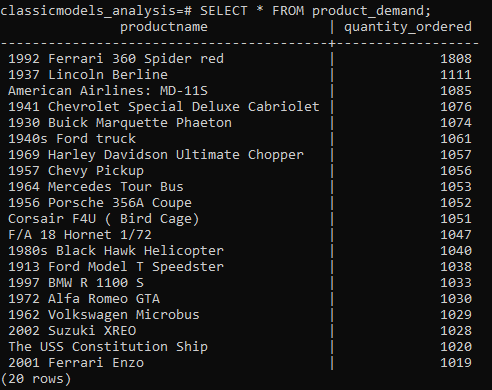 classicmodels_analysis=# SELECT * FROM product_demand;
productname | quantity_ordered
----------------------------------------+------------------
1992 Ferrari 360 Spider red | 1808
1937 Lincoln Berline | 1111
American Airlines: MD-11S | 1085
1941 Chevrolet Special Deluxe Cabriolet | 1076
1930 Buick Marquette Phaeton | 1074
1940s Ford truck | 1061
1969 Harley Davidson Ultimate Chopper | 1057
1957 Chevy Pickup | 1056
1964 Mercedes Tour Bus | 1053
1956 Porsche 356A Coupe | 1052
Corsair F4U ( Bird Cage) | 1051
F/A 18 Hornet 1/72 | 1047
1980s Black Hawk Helicopter | 1040
1913 Ford Model T Speedster | 1038
1997 BMW R 1100 S | 1033
1972 Alfa Romeo GTA | 1030
1962 Volkswagen Microbus | 1029
2002 Suzuki XREO | 1028
The USS Constitution Ship | 1020
2001 Ferrari Enzo | 1019
(20 rows)